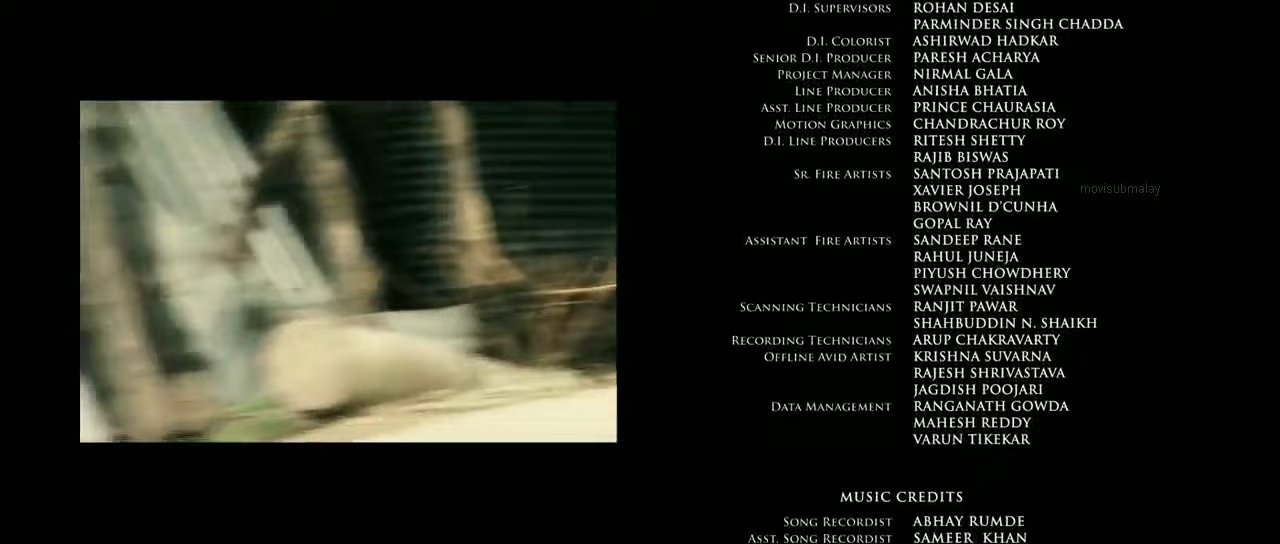 D.I. SUPERVISORS ROHAN DESAI
PARMINDER SINGH CHADDA
D.I. COLORIST ASHIRWAD HADKAR
SENIOR D.I. PRODUCER PARESH ACHARYA
PROJECT MANAGER NIRMAL GALA
LINE PRODUCER ANISHA BHATIA
ASST. LINE PRODUCER PRINCE CHAURASIA
MOTION GRAPHICS CHANDRACHUR ROY
D.I. LINE PRODUCERS RITESH SHETTY
RAJIB BISWAS
SR. FIRE ARTISTS SANTOSH PRAJAPATI
XAVIER JOSEPH
movisubmalay
BROWNIL D'CUNHA
GOPAL RAY
ASSISTANT FIRE ARTISTS SANDEEP RANE
RAHUL JUNEJA
PIYUSH CHOWDHERY
SWAPNIL VAISHNAV
SCANNING TECHNICIANS RANJIT PAWAR
SHAHBUDDIN N. SHAIKH
RECORDING TECHNICIANS ARUP CHAKRAVARTY
OFFLINE AVID ARTIST KRISHNA SUVARNA
RAJESH SHRIVASTAVA
JAGDISH POOJARI
DATA MANAGEMENT RANGANATH GOWDA
MAHESH REDDY
VARUN TIKEKAR
MUSIC CREDITS
SONG RECORDIST ABHAY RUMDE
ASST. SONG RECORDIST SAMEER KHAN